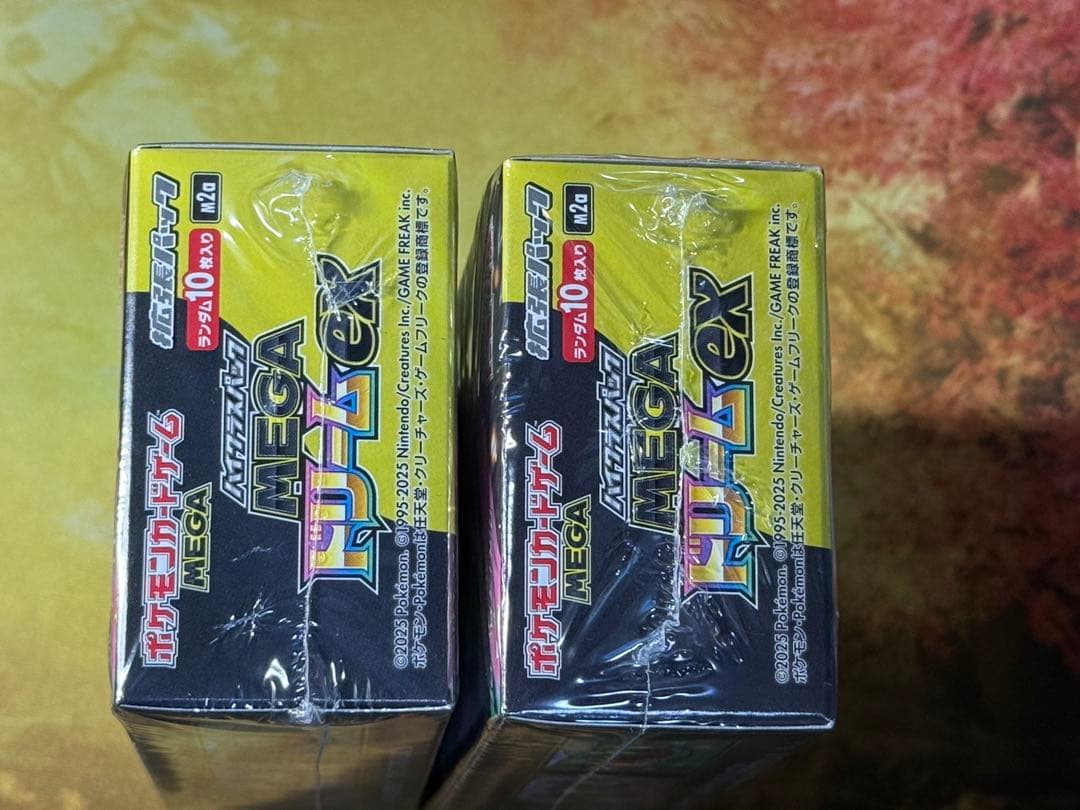 ポケモンカードゲーム
MEGA
拡張パック
ランダム10枚入り
M2a
ハイクラスパック
MEGA
ドリームex
©2025 Pokémon. ©1995-2025 Nintendo/Creatures Inc./GAME FREAK inc.
ポケモン・Pokémonは任天堂・クリーチャーズ・ゲームフリークの登録商標です。
ポケモンカードゲーム
MEGA
拡張パック
ランダム10枚入り
M2a
ハイクラスパック
MEGA
ドリームex
©2025 Pokémon. ©1995-2025 Nintendo/Creatures Inc./GAME FREAK inc.
ポケモン・Pokémonは任天堂・クリーチャーズ・ゲームフリークの登録商標です。